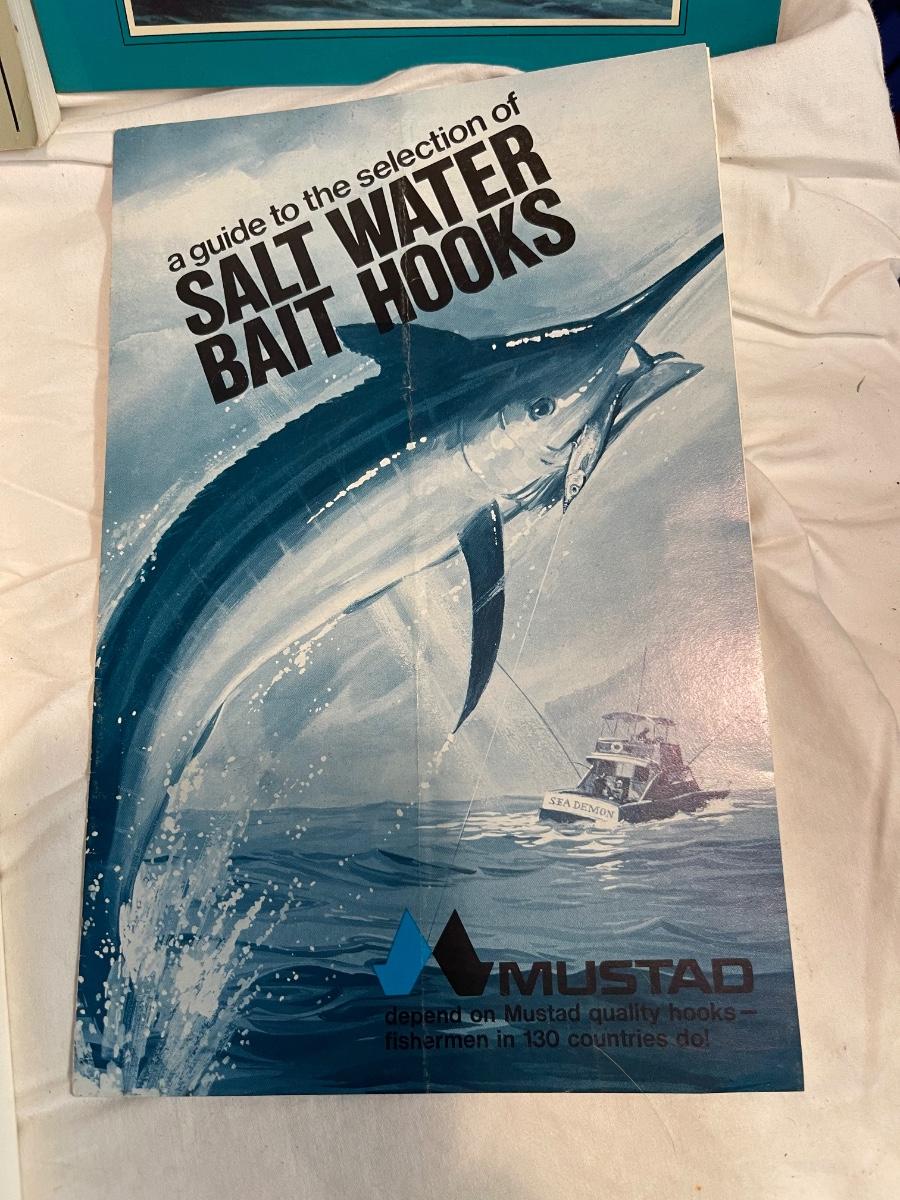 a guide to the selection of
SALT WATER
BAIT HOOKS
SEA DEMON
MUSTAD
depend on Mustad quality hooks—
fishermen in 130 countries do!